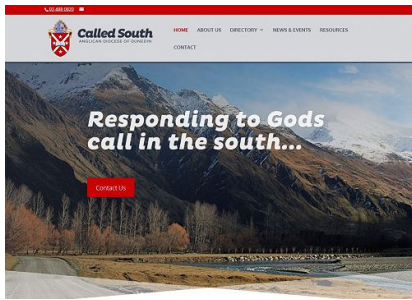 03 488 0820
Called South
ANGLICAN DIOCESE OF DUNEDIN
HOME ABOUT US DIRECTORY NEWS & EVENTS RESOURCES
CONTACT
Responding to Gods
call in the south...
Contact Us